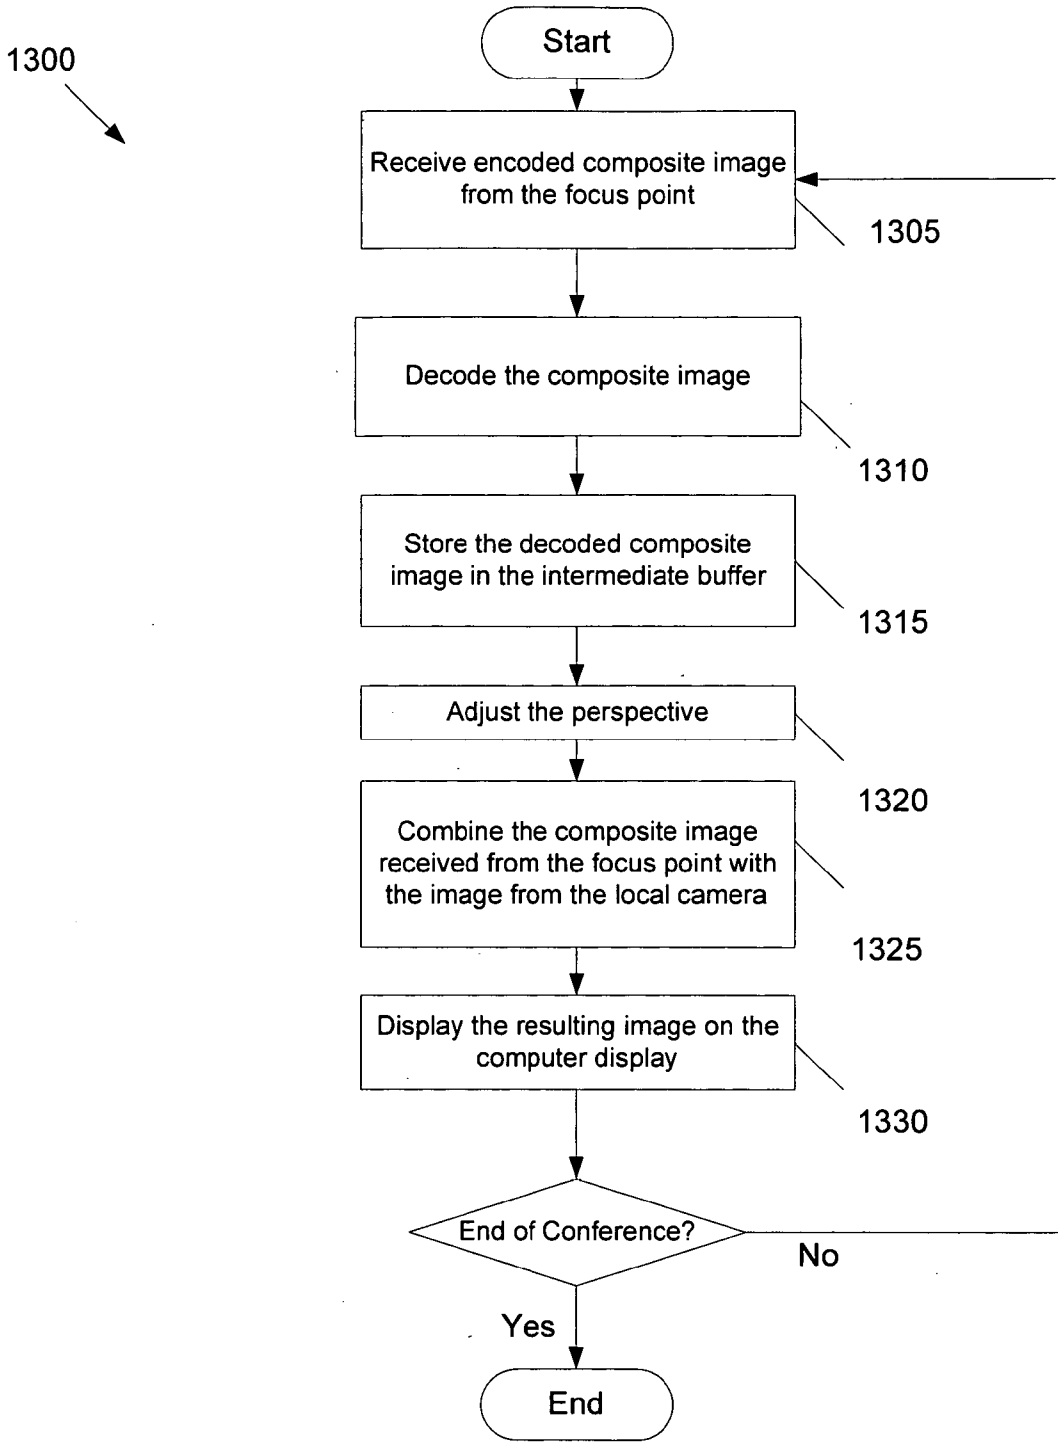 Start
1300
Receive encoded composite image
from the focus point
1305
Decode the composite image
1310
Store the decoded composite
image in the intermediate buffer
1315
Adjust the perspective
1320
Combine the composite image
received from the focus point with
the image from the local camera
1325
Display the resulting image on the
computer display
1330
End of Conference?
No
Yes
End